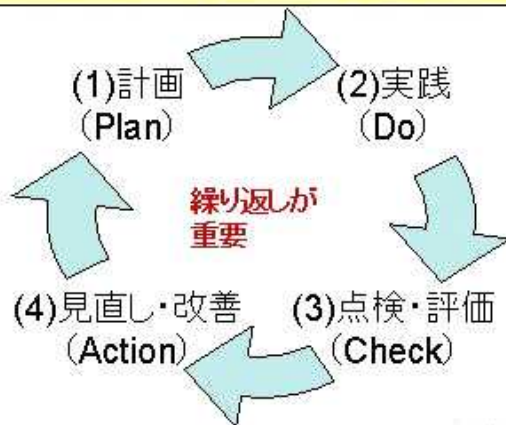 (1)計画
(Plan)
(2)実践
(Do)
繰り返しが
重要
(3)点検・評価
(Check)
(4)見直し・改善
(Action)